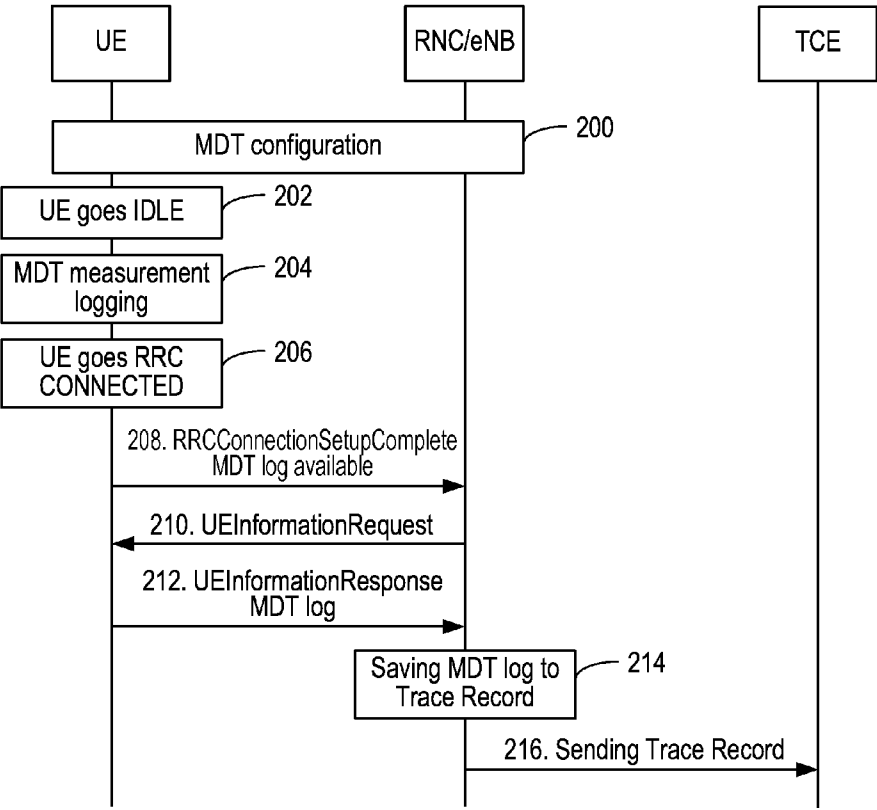 UE
RNC/eNB
TCE
MDT configuration
200
UE goes IDLE
202
MDT measurement
logging
204
UE goes RRC
CONNECTED
206
208. RRCConnectionSetupComplete
MDT log available
210. UEInformationRequest
212. UEInformationResponse
MDT log
Saving MDT log to
Trace Record
214
216. Sending Trace Record